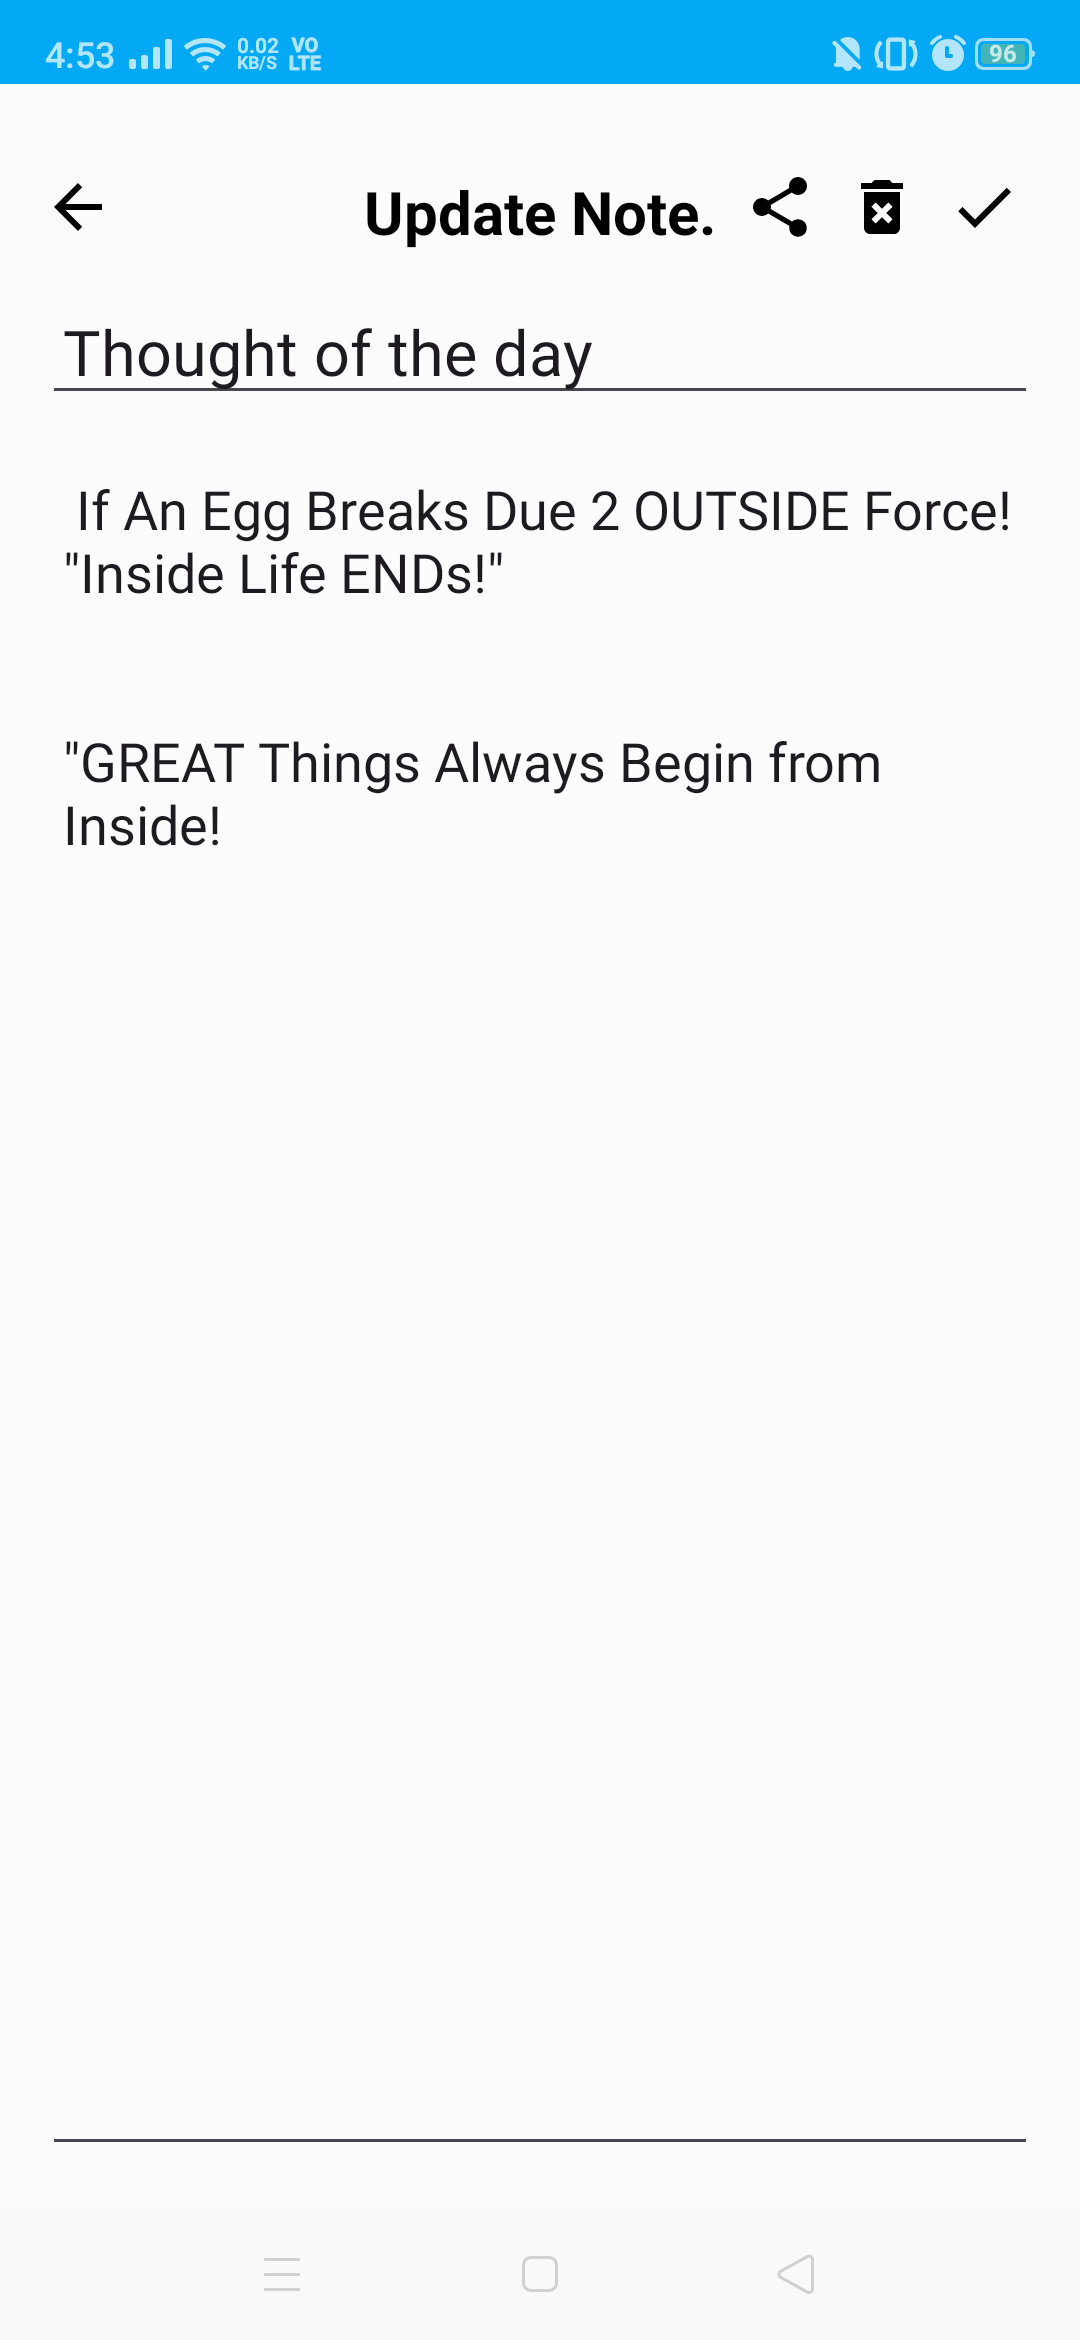 4:53 0.02 KB/S VO LTE 96
Update Note.
Thought of the day
If An Egg Breaks Due 2 OUTSIDE Force!
"Inside Life ENDs!"
"GREAT Things Always Begin from
Inside!